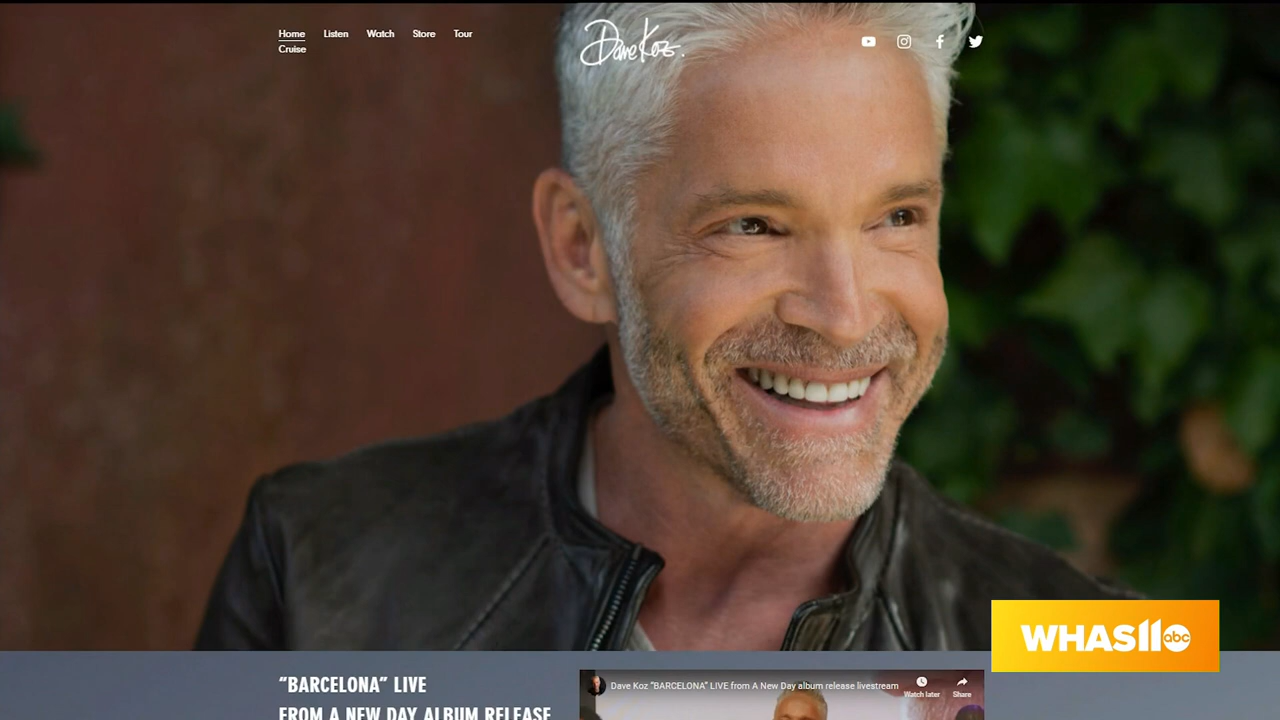 Home Listen Watch Store Tour
Cruise
Dave Koz.
"BARCELONA" LIVE
FROM A NEW DAY ALBUM RELEASE
Dave Koz "BARCELONA" LIVE from A New Day album release livestream
Watch later
Share
WHAS11 abc